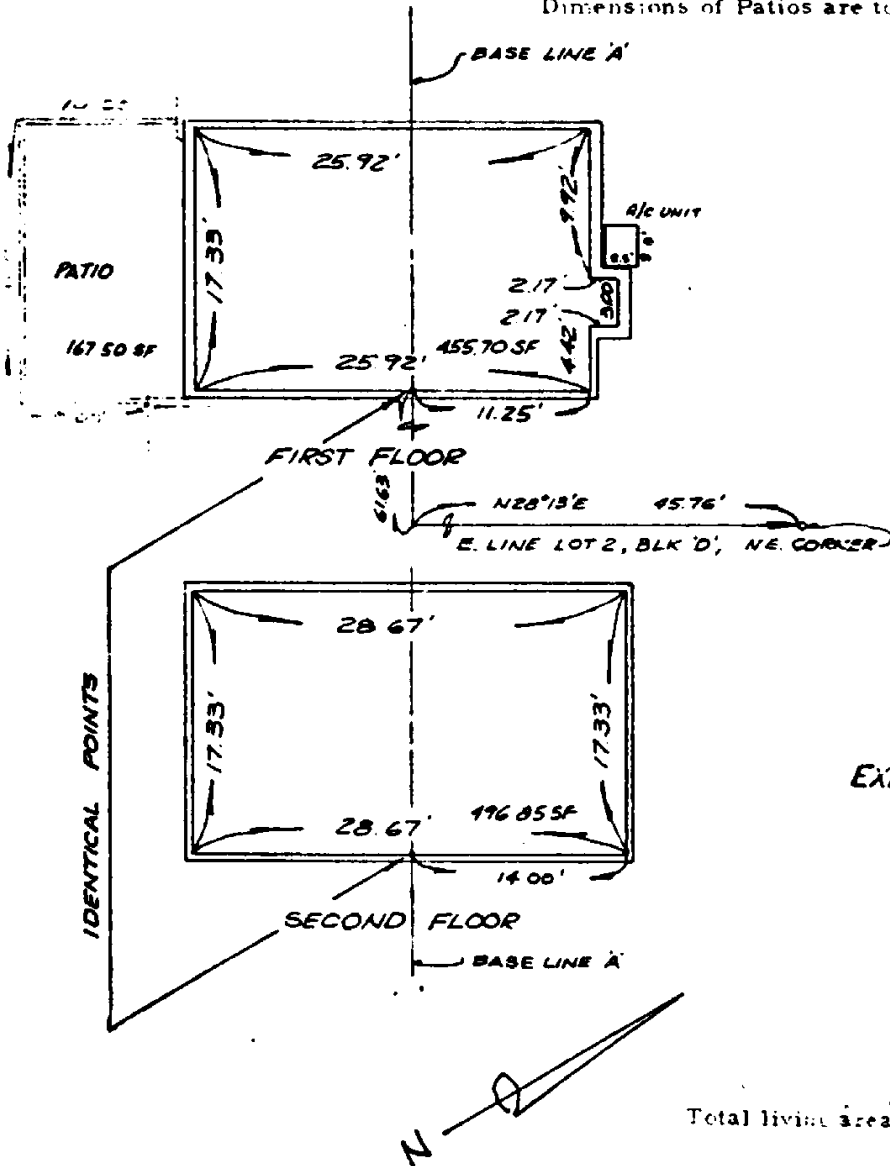 Dimensions of Patios are to
BASE LINE 'A'
25.92'
9.92'
A/C UNIT
17.33'
PATIO
2.17'
3.00
2.17'
4.42'
167.50 SF
25.92'
455.70 SF
11.25'
FIRST FLOOR
61.63
N28°13'E 45.76'
E. LINE LOT 2, BLK 'D', NE. CORNER
28.67'
IDENTICAL POINTS
17.33'
17.33'
28.67'
496.85 SF
14.00'
SECOND FLOOR
BASE LINE 'A'
N
Total living area